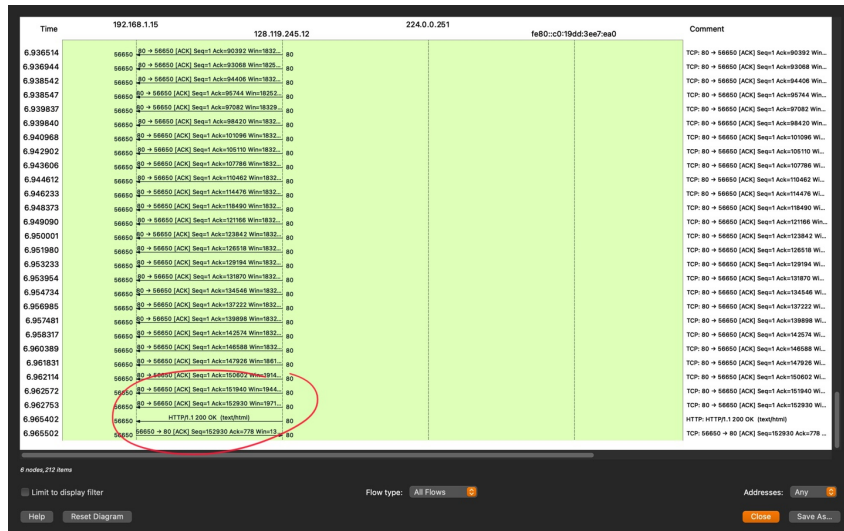 Time 192.168.1.15 128.119.245.12 224.0.0.251 fe80::c0:19dd:3ee7:ea0 Comment
6.936514 56650 80 → 56650 [ACK] Seq=1 Ack=90392 Win=1832... 80 TCP: 80 → 56650 [ACK] Seq=1 Ack=90392 Win...
6.936944 56650 80 → 56650 [ACK] Seq=1 Ack=93068 Win=1825... 80 TCP: 80 → 56650 [ACK] Seq=1 Ack=93068 Win...
6.938542 56650 80 → 56650 [ACK] Seq=1 Ack=94406 Win=1832... 80 TCP: 80 → 56650 [ACK] Seq=1 Ack=94406 Win...
6.938547 56650 80 → 56650 [ACK] Seq=1 Ack=95744 Win=18252... 80 TCP: 80 → 56650 [ACK] Seq=1 Ack=95744 Win...
6.939837 56650 80 → 56650 [ACK] Seq=1 Ack=97082 Win=18329... 80 TCP: 80 → 56650 [ACK] Seq=1 Ack=97082 Win...
6.939840 56650 80 → 56650 [ACK] Seq=1 Ack=98420 Win=1832... 80 TCP: 80 → 56650 [ACK] Seq=1 Ack=98420 Win...
6.940968 56650 80 → 56650 [ACK] Seq=1 Ack=101096 Win=1832... 80 TCP: 80 → 56650 [ACK] Seq=1 Ack=101096 Wi...
6.942902 56650 80 → 56650 [ACK] Seq=1 Ack=105110 Win=1832... 80 TCP: 80 → 56650 [ACK] Seq=1 Ack=105110 Wi...
6.943606 56650 80 → 56650 [ACK] Seq=1 Ack=107786 Win=1832... 80 TCP: 80 → 56650 [ACK] Seq=1 Ack=107786 Wi...
6.944612 56650 80 → 56650 [ACK] Seq=1 Ack=110462 Win=1832... 80 TCP: 80 → 56650 [ACK] Seq=1 Ack=110462 Wi...
6.946233 56650 80 → 56650 [ACK] Seq=1 Ack=114476 Win=1832... 80 TCP: 80 → 56650 [ACK] Seq=1 Ack=114476 Wi...
6.948373 56650 80 → 56650 [ACK] Seq=1 Ack=118490 Win=1832... 80 TCP: 80 → 56650 [ACK] Seq=1 Ack=118490 Wi...
6.949090 56650 80 → 56650 [ACK] Seq=1 Ack=121166 Win=1832... 80 TCP: 80 → 56650 [ACK] Seq=1 Ack=121166 Win...
6.950001 56650 80 → 56650 [ACK] Seq=1 Ack=123842 Win=1832... 80 TCP: 80 → 56650 [ACK] Seq=1 Ack=123842 Wi...
6.951980 56650 80 → 56650 [ACK] Seq=1 Ack=126518 Win=1832... 80 TCP: 80 → 56650 [ACK] Seq=1 Ack=126518 Wi...
6.953233 56650 80 → 56650 [ACK] Seq=1 Ack=129194 Win=1832... 80 TCP: 80 → 56650 [ACK] Seq=1 Ack=129194 Wi...
6.953954 56650 80 → 56650 [ACK] Seq=1 Ack=131870 Win=1832... 80 TCP: 80 → 56650 [ACK] Seq=1 Ack=131870 Wi...
6.954734 56650 80 → 56650 [ACK] Seq=1 Ack=134546 Win=1832... 80 TCP: 80 → 56650 [ACK] Seq=1 Ack=134546 Wi...
6.956985 56650 80 → 56650 [ACK] Seq=1 Ack=137222 Win=1832... 80 TCP: 80 → 56650 [ACK] Seq=1 Ack=137222 Wi...
6.957481 56650 80 → 56650 [ACK] Seq=1 Ack=139898 Win=1832... 80 TCP: 80 → 56650 [ACK] Seq=1 Ack=139898 Wi...
6.958317 56650 80 → 56650 [ACK] Seq=1 Ack=142574 Win=1832... 80 TCP: 80 → 56650 [ACK] Seq=1 Ack=142574 Wi...
6.960389 56650 80 → 56650 [ACK] Seq=1 Ack=146588 Win=1832... 80 TCP: 80 → 56650 [ACK] Seq=1 Ack=146588 Wi...
6.961831 56650 80 → 56650 [ACK] Seq=1 Ack=147926 Win=1861... 80 TCP: 80 → 56650 [ACK] Seq=1 Ack=147926 Wi...
6.962114 56650 80 → 56650 [ACK] Seq=1 Ack=150602 Win=1914... 80 TCP: 80 → 56650 [ACK] Seq=1 Ack=150602 Wi...
6.962572 56650 80 → 56650 [ACK] Seq=1 Ack=151940 Win=1944... 80 TCP: 80 → 56650 [ACK] Seq=1 Ack=151940 Wi...
6.962753 56650 80 → 56650 [ACK] Seq=1 Ack=152930 Win=1971... 80 TCP: 80 → 56650 [ACK] Seq=1 Ack=152930 Wi...
6.965402 56650 HTTP/1.1 200 OK (text/html) 80 HTTP: HTTP/1.1 200 OK (text/html)
6.965502 56650 56650 → 80 [ACK] Seq=152930 Ack=778 Win=13... 80 TCP: 56650 → 80 [ACK] Seq=152930 Ack=778 ...
6 nodes, 212 items
Limit to display filter Flow type: All Flows Addresses: Any
Help Reset Diagram Close Save As...